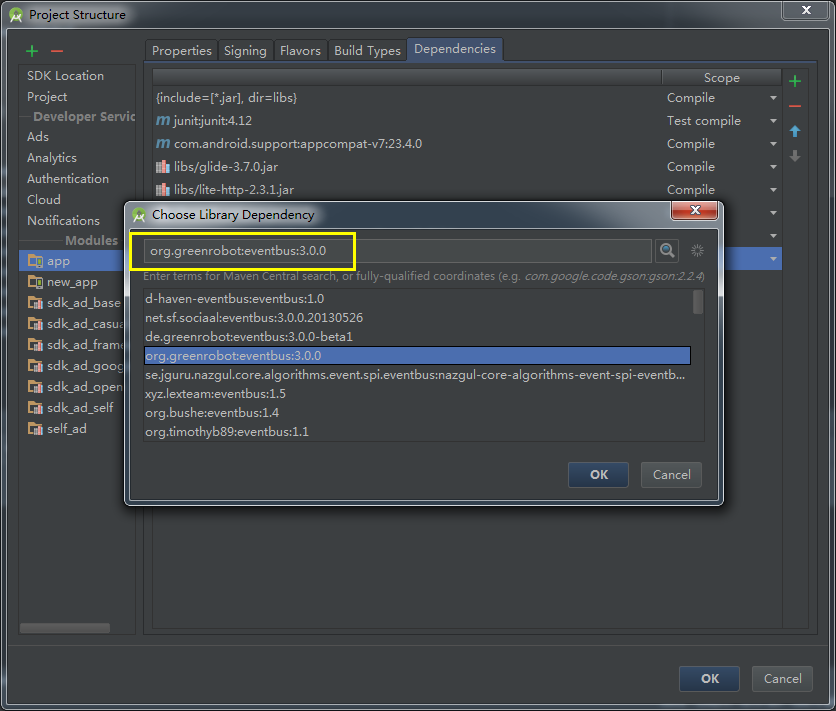 Project Structure
Properties Signing Flavors Build Types Dependencies
SDK Location
Project
Developer Servic
Ads
Analytics
Authentication
Cloud
Notifications
Modules
app
new_app
sdk_ad_base
sdk_ad_casua
sdk_ad_frame
sdk_ad_goog
sdk_ad_open
sdk_ad_self
self_ad
Scope
{include=[*.jar], dir=libs} Compile
m junit:junit:4.12 Test compile
m com.android.support:appcompat-v7:23.4.0 Compile
libs/glide-3.7.0.jar Compile
libs/lite-http-2.3.1.jar Compile
Choose Library Dependency
org.greenrobot:eventbus:3.0.0
Enter terms for Maven Central search, or fully-qualified coordinates (e.g. com.google.code.gson:gson:2.2.4)
d-haven-eventbus:eventbus:1.0
net.sf.sociaal:eventbus:3.0.0.20130526
de.greenrobot:eventbus:3.0.0-beta1
org.greenrobot:eventbus:3.0.0
se.jguru.nazgul.core.algorithms.event.spi.eventbus:nazgul-core-algorithms-event-spi-eventb...
xyz.lexteam:eventbus:1.5
org.bushe:eventbus:1.4
org.timothyb89:eventbus:1.1
OK Cancel
OK Cancel